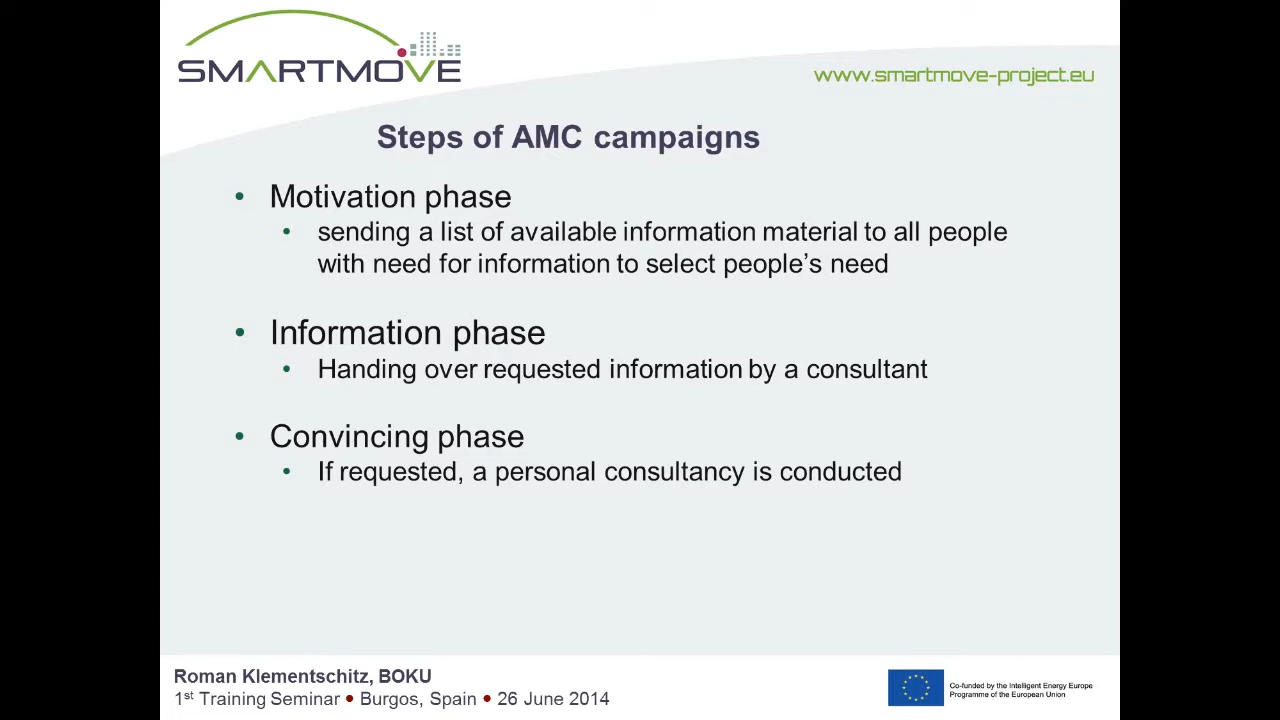 SMARTMOVE
www.smartmove-project.eu
Steps of AMC campaigns
• Motivation phase
• sending a list of available information material to all people
with need for information to select people’s need
• Information phase
• Handing over requested information by a consultant
• Convincing phase
• If requested, a personal consultancy is conducted
Roman Klementschitz, BOKU
1st Training Seminar • Burgos, Spain • 26 June 2014
Co-funded by the Intelligent Energy Europe
Programme of the European Union